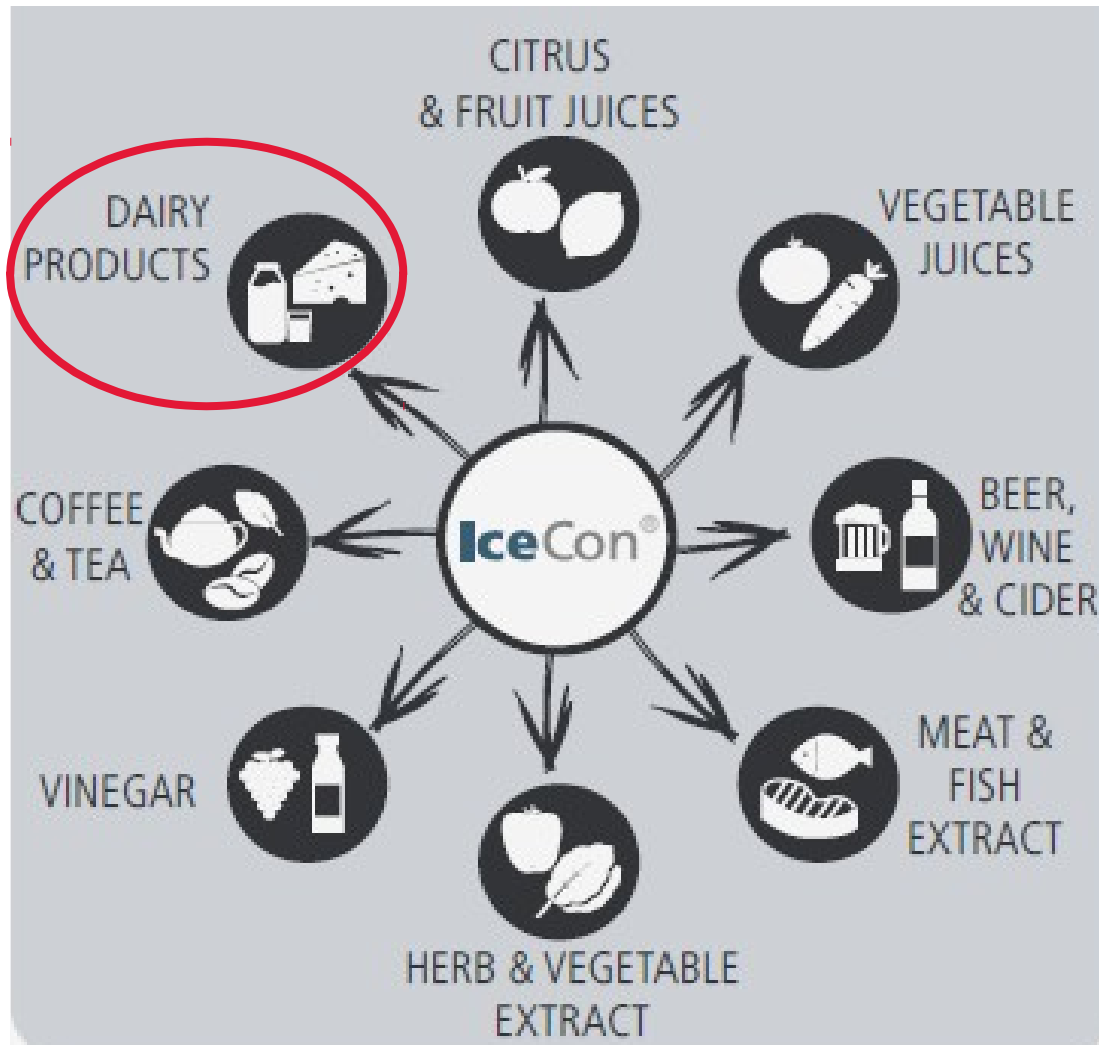 CITRUS
& FRUIT JUICES
DAIRY
PRODUCTS
VEGETABLE
JUICES
COFFEE
& TEA
IceCon®
BEER,
WINE
& CIDER
VINEGAR
MEAT &
FISH
EXTRACT
HERB & VEGETABLE
EXTRACT